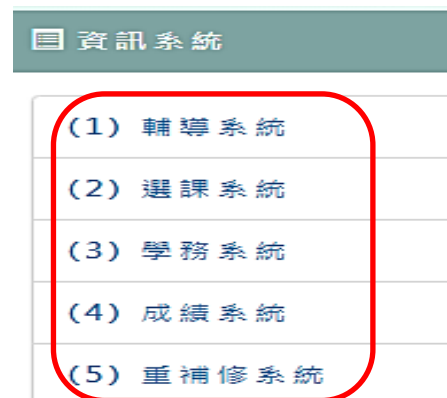 資訊系統
(1) 輔導系統
(2) 選課系統
(3) 學務系統
(4) 成績系統
(5) 重補修系統